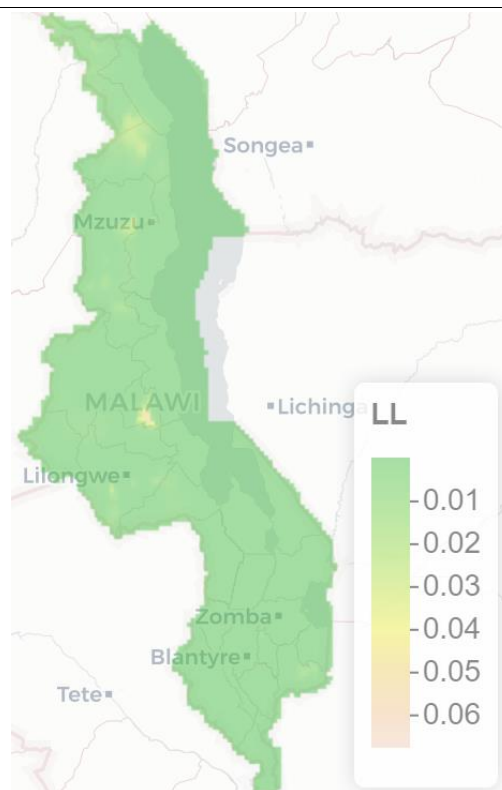 Songea
Mzuzu
MALAWI
Lichinga
LL
0.01
Lilongwe
0.02
0.03
0.04
Zomba
Blantyre
0.05
Tete
0.06